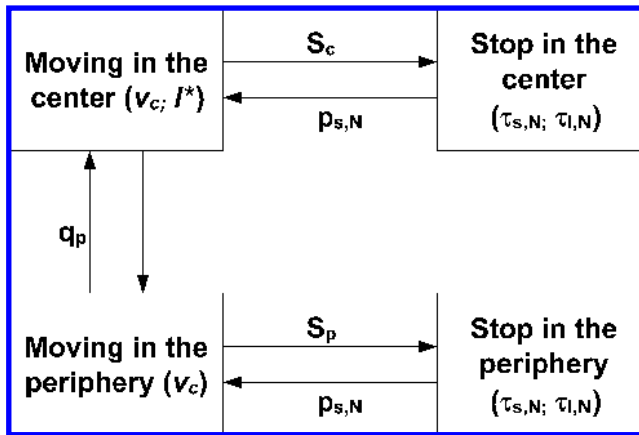 Moving in the
center (v_c; l*)
S_c
p_s,N
Stop in the
center
(τ_s,N; τ_l,N)
q_p
Moving in the
periphery (v_c)
S_p
p_s,N
Stop in the
periphery
(τ_s,N; τ_l,N)